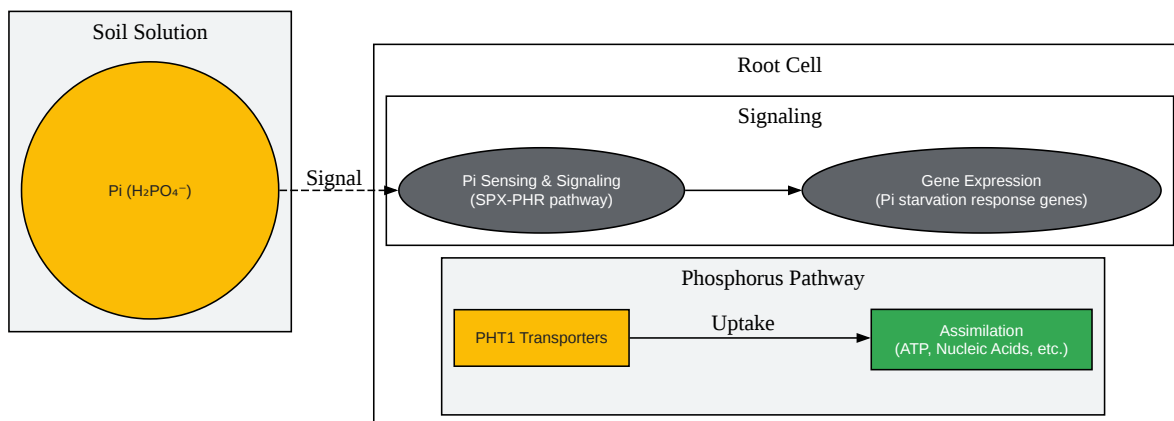 Soil Solution
Pi (H₂PO₄⁻)
Signal
Root Cell
Signaling
Pi Sensing & Signaling
(SPX-PHR pathway)
Gene Expression
(Pi starvation response genes)
Phosphorus Pathway
PHT1 Transporters
Uptake
Assimilation
(ATP, Nucleic Acids, etc.)